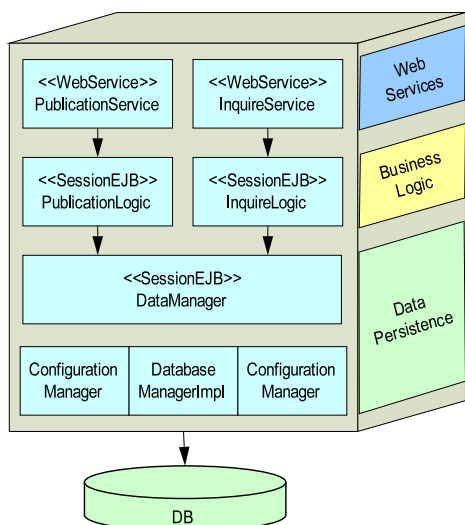 <<WebService>>
PublicationService
<<WebService>>
InquireService
Web
Services
<<SessionEJB>>
PublicationLogic
<<SessionEJB>>
InquireLogic
Business
Logic
<<SessionEJB>>
DataManager
Data
Persistence
Configuration
Manager
Database
ManagerImpl
Configuration
Manager
DB